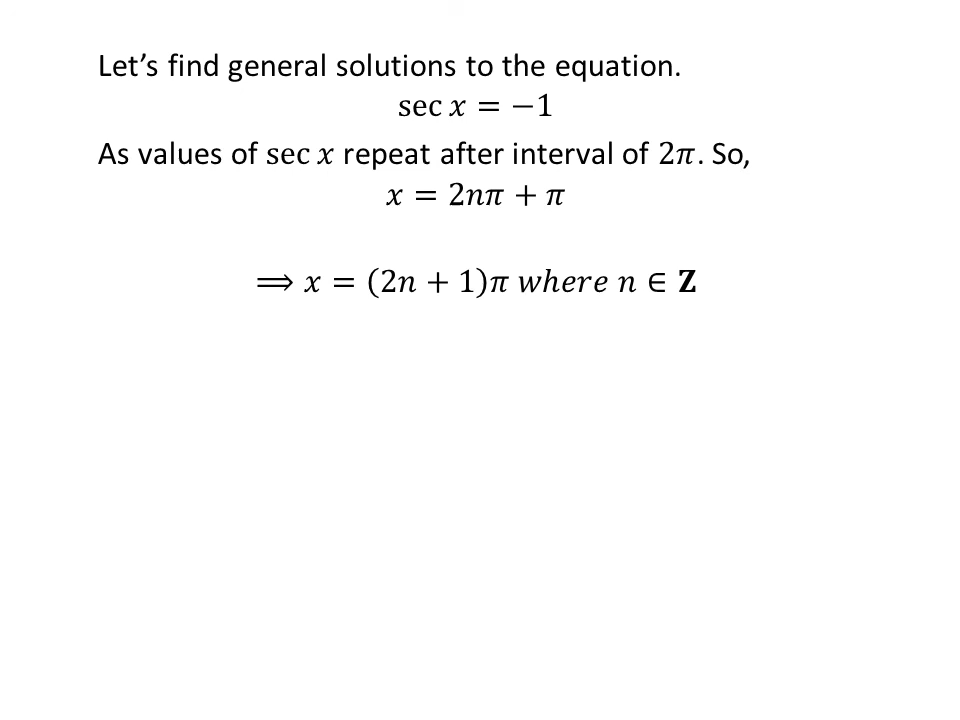 Let’s find general solutions to the equation.
sec 𝑥 = −1
As values of sec 𝑥 repeat after interval of 2𝜋. So,
𝑥 = 2𝑛𝜋 + 𝜋
⟹ 𝑥 = (2𝑛 + 1)𝜋 𝑤ℎ𝑒𝑟𝑒 𝑛 ∈ 𝐙